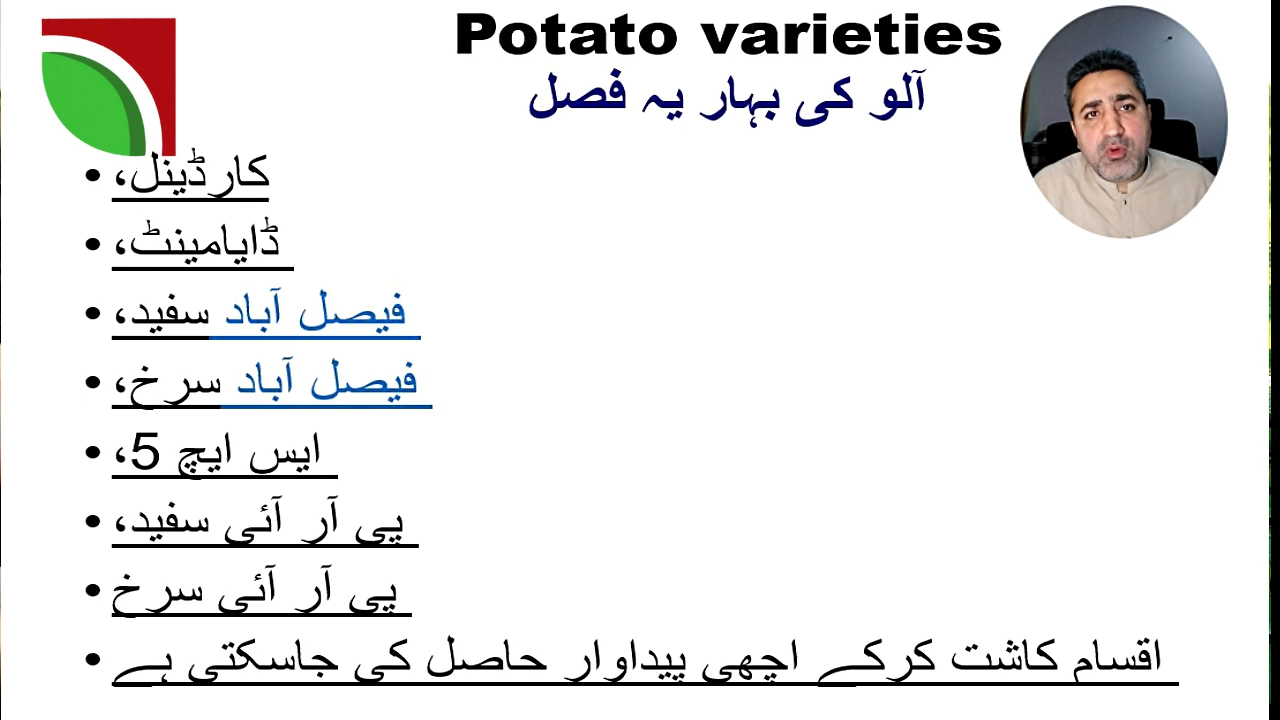 Potato varieties
آلو کی بہار یہ فصل
• کارڈینل،
• ڈایامینٹ،
• فیصل آباد سفید،
• فیصل آباد سرخ،
• ایس ایچ 5،
• پی آر آئی سفید،
• پی آر آئی سرخ
• اقسام کاشت کرکے اچھی پیداوار حاصل کی جاسکتی ہے